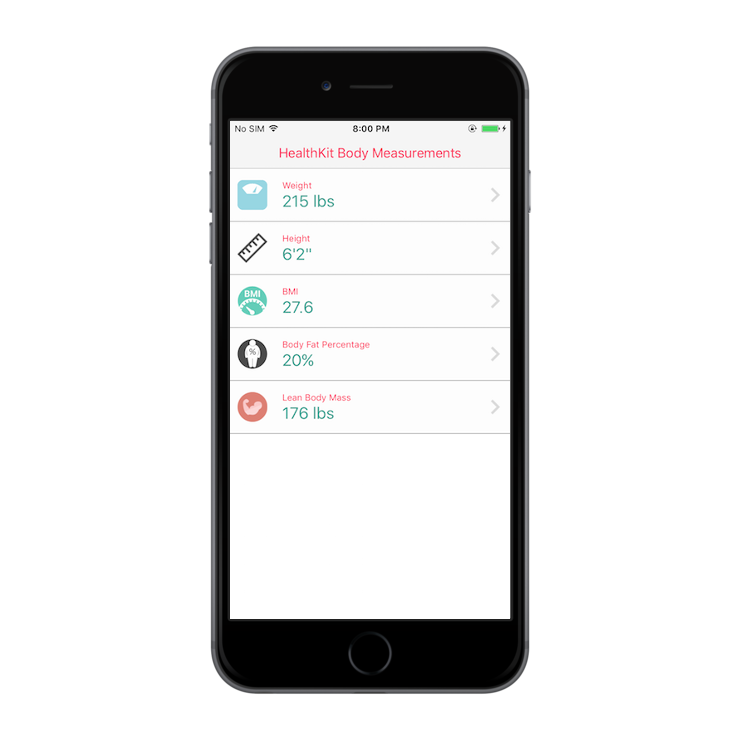 No SIM 8:00 PM
HealthKit Body Measurements
Weight
215 lbs
Height
6'2"
BMI
BMI
27.6
%
Body Fat Percentage
20%
Lean Body Mass
176 lbs